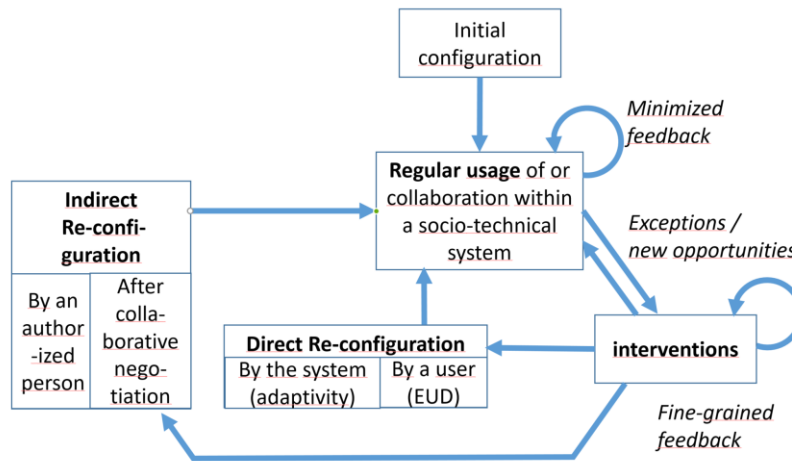 Initial
configuration
Minimized
feedback
Regular usage of or
collaboration within
a socio-technical
system
Indirect
Re-confi-
guration
By an
author
-ized
person
After
colla-
borative
nego-
tiation
Exceptions /
new opportunities
Direct Re-configuration
By the system
(adaptivity)
By a user
(EUD)
interventions
Fine-grained
feedback